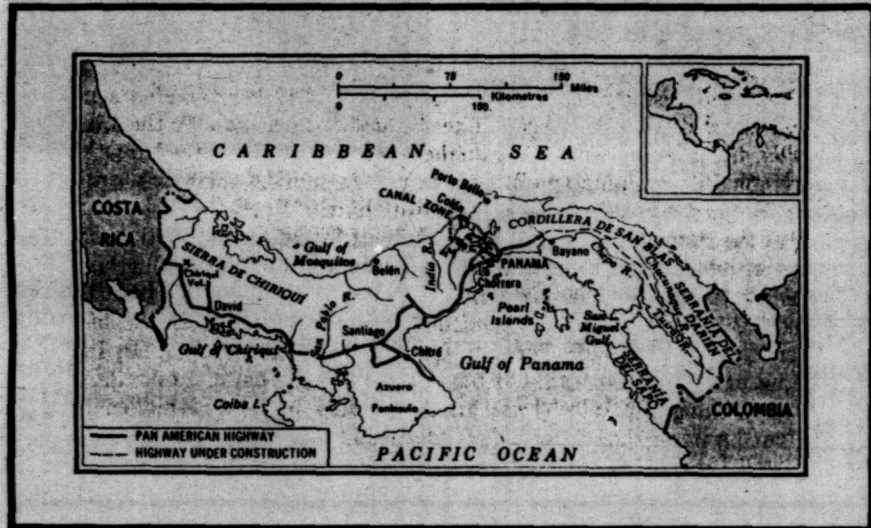 0 75 150
Miles
Kilometres
0 150
CARIBBEAN SEA
Porto Bello
Colón
CANAL ZONE
CORDILLERA DE SAN BLAS
COSTA
RICA
Gulf of
Mosquitos
SIERRA DE CHIRIQUÍ
Belén
Indio R.
PANAMA
Bayano
Chepo R.
Chucunaque R.
SERRANIA DEL
DARIEN
Chiriquí
Vol.
Chorrera
David
San Pablo R.
Pearl
Islands
San
Miguel
Gulf
Tuira R.
Santiago
Gulf of Chiriquí
Chitré
Gulf of Panama
SERRANIA
DEL SAPO
Azuero
Peninsula
Coiba I.
COLOMBIA
PAN AMERICAN HIGHWAY
HIGHWAY UNDER CONSTRUCTION
PACIFIC OCEAN